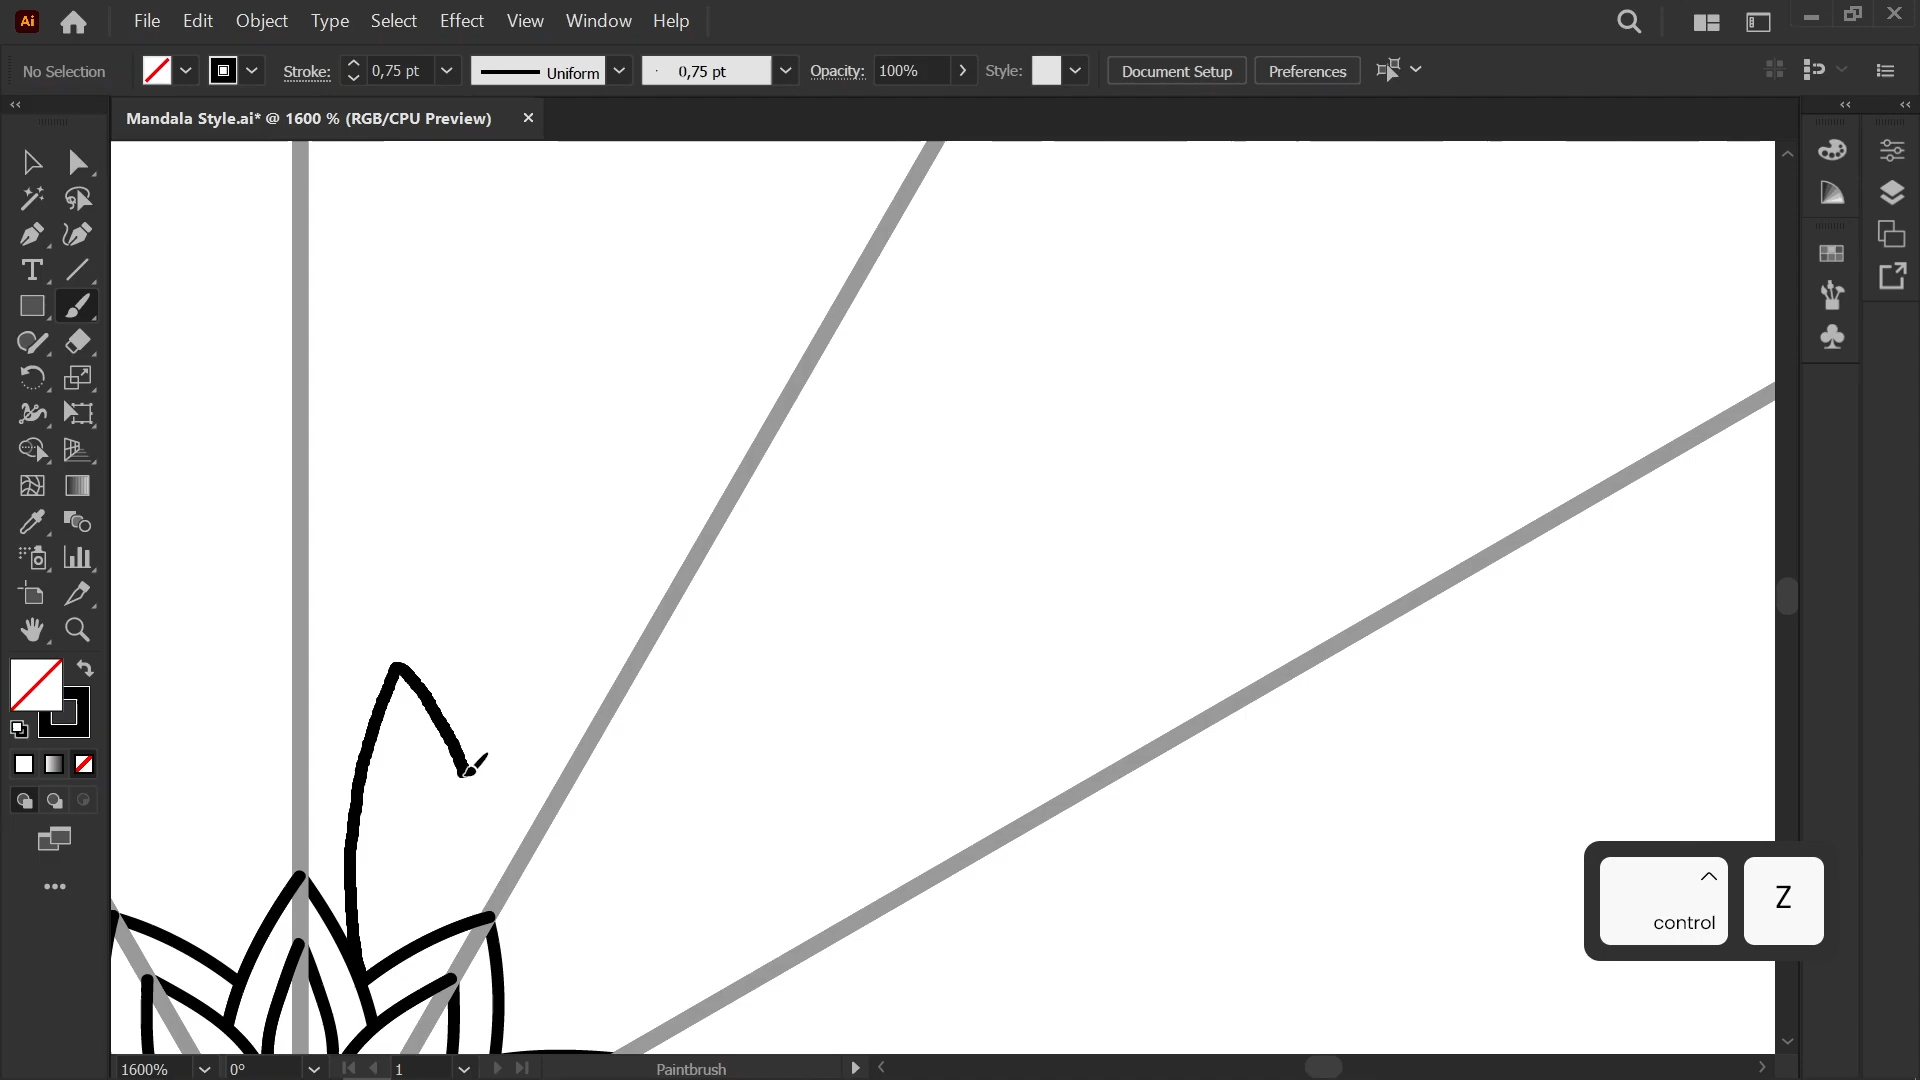 Ai File Edit Object Type Select Effect View Window Help
No Selection Stroke: 0,75 pt Uniform 0,75 pt Opacity: 100% Style: Document Setup Preferences
Mandala Style.ai* @ 1600 % (RGB/CPU Preview)
control Z
1600% 0° 1 Paintbrush